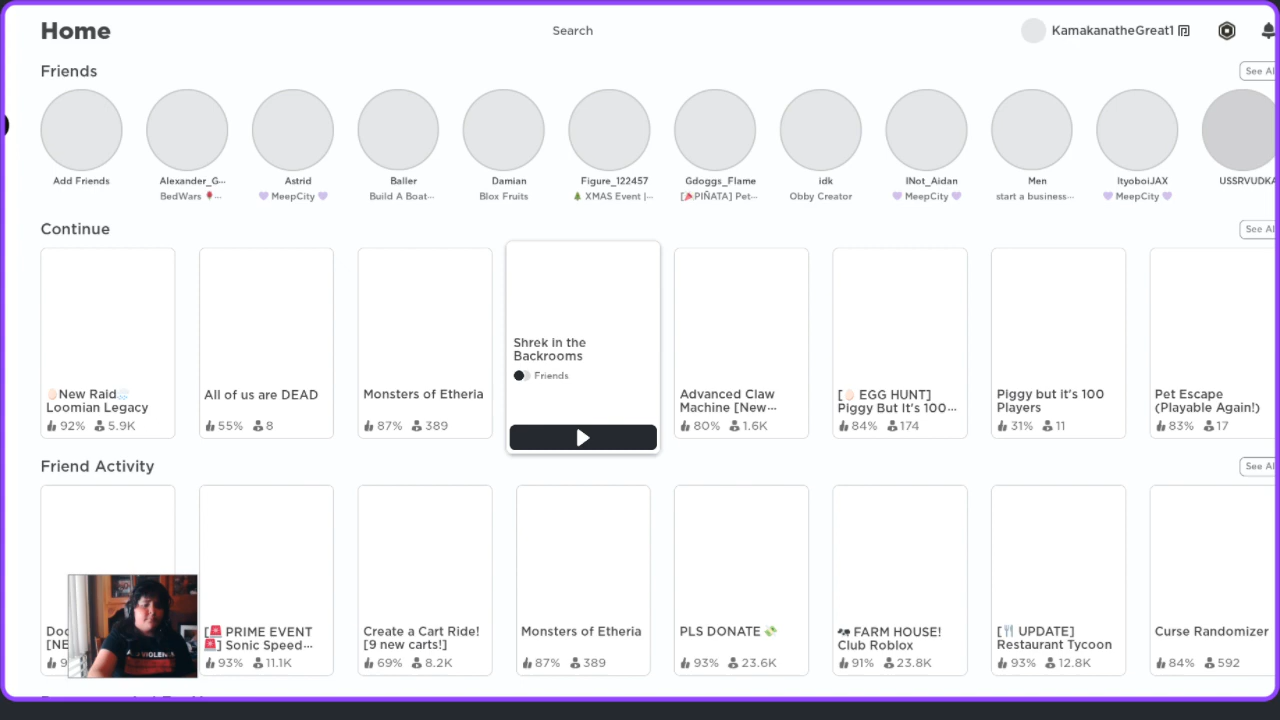 Home
Search
KamakanatheGreat1
Friends
See Al
Add Friends
Alexander_G...
Astrid
Baller
Damian
Figure_122457
Gdoggs_Flame
idk
INot_Aidan
Men
ItyoboiJAX
USSRVUDKA
BedWars 🌹...
💜 MeepCity 💜
Build A Boat...
Blox Fruits
🎄 XMAS Event |...
[🪅PIÑATA] Pet...
Obby Creator
💜 MeepCity 💜
start a business...
💜 MeepCity 💜
Continue
See Al
🥚New Raid🌧
Loomian Legacy
92% 5.9K
All of us are DEAD
55% 8
Monsters of Etheria
87% 389
Shrek in the
Backrooms
Friends
Advanced Claw
Machine [New...
80% 1.6K
[🥚 EGG HUNT]
Piggy But It's 100...
84% 174
Piggy but it's 100
Players
31% 11
Pet Escape
(Playable Again!)
83% 17
Friend Activity
See Al
Doo
[NE
9
[🚨 PRIME EVENT
🚨] Sonic Speed...
93% 11.1K
Create a Cart Ride!
[9 new carts!]
69% 8.2K
Monsters of Etheria
87% 389
PLS DONATE 💸
93% 23.6K
🐄 FARM HOUSE!
Club Roblox
91% 23.8K
[🍴 UPDATE]
Restaurant Tycoon
93% 12.8K
Curse Randomizer
84% 592